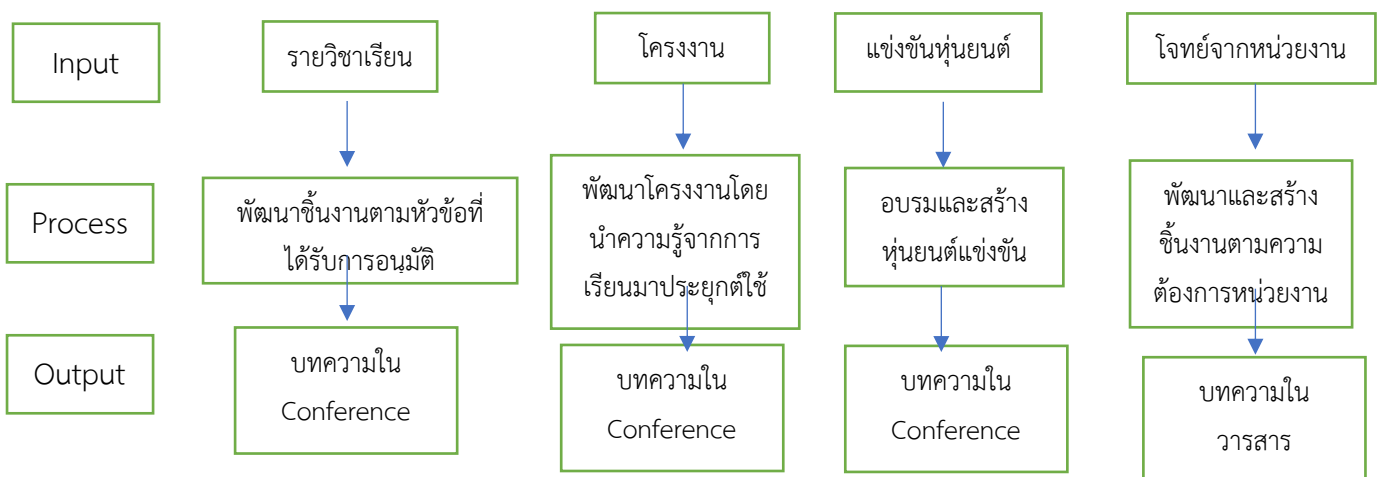 Input
รายวิชาเรียน
โครงงาน
แข่งขันหุ่นยนต์
โจทย์จากหน่วยงาน
Process
พัฒนาชิ้นงานตามหัวข้อที่
ได้รับการอนุมัติ
พัฒนาโครงงานโดย
นำความรู้จากการ
เรียนมาประยุกต์ใช้
อบรมและสร้าง
หุ่นยนต์แข่งขัน
พัฒนาและสร้าง
ชิ้นงานตามความ
ต้องการหน่วยงาน
Output
บทความใน
Conference
บทความใน
Conference
บทความใน
Conference
บทความใน
วารสาร